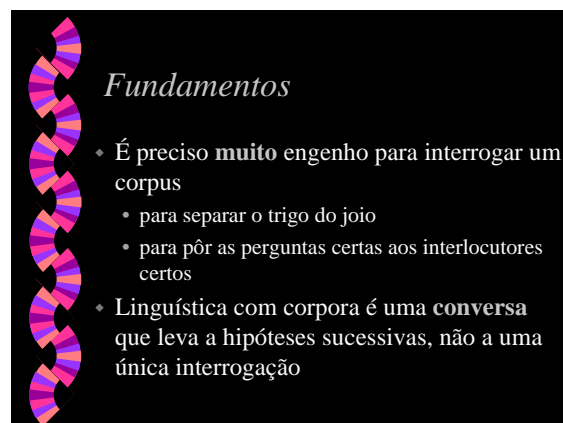 Fundamentos
É preciso muito engenho para interrogar um
corpus
para separar o trigo do joio
para pôr as perguntas certas aos interlocutores
certos
Linguística com corpora é uma conversa
que leva a hipóteses sucessivas, não a uma
única interrogação